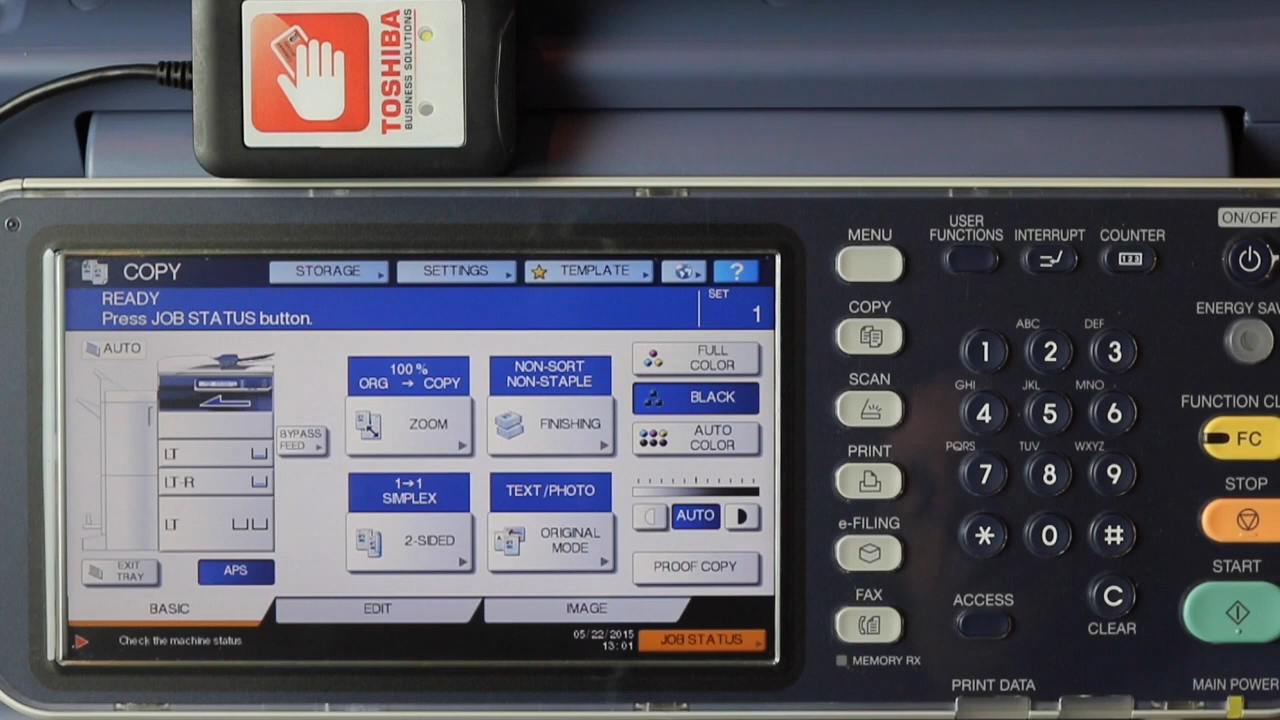 TOSHIBA
BUSINESS SOLUTIONS
COPY
STORAGE
SETTINGS
TEMPLATE
?
READY
Press JOB STATUS button.
SET
1
AUTO
LT
LT-R
LT
BYPASS
FEED
EXIT
TRAY
APS
100 %
ORG → COPY
ZOOM
NON-SORT
NON-STAPLE
FINISHING
1→1
SIMPLEX
2-SIDED
TEXT/PHOTO
ORIGINAL
MODE
FULL
COLOR
BLACK
AUTO
COLOR
AUTO
PROOF COPY
BASIC
EDIT
IMAGE
Check the machine status
05/22/2015
13:01
JOB STATUS
MENU
COPY
SCAN
PRINT
e-FILING
FAX
MEMORY RX
USER
FUNCTIONS
INTERRUPT
COUNTER
123
ABC
DEF
1
2
3
GHI
JKL
MNO
4
5
6
PQRS
TUV
WXYZ
7
8
9
*
0
#
ACCESS
C
CLEAR
PRINT DATA
ON/OFF
ENERGY SAV
FUNCTION CL
FC
STOP
START
MAIN POWER